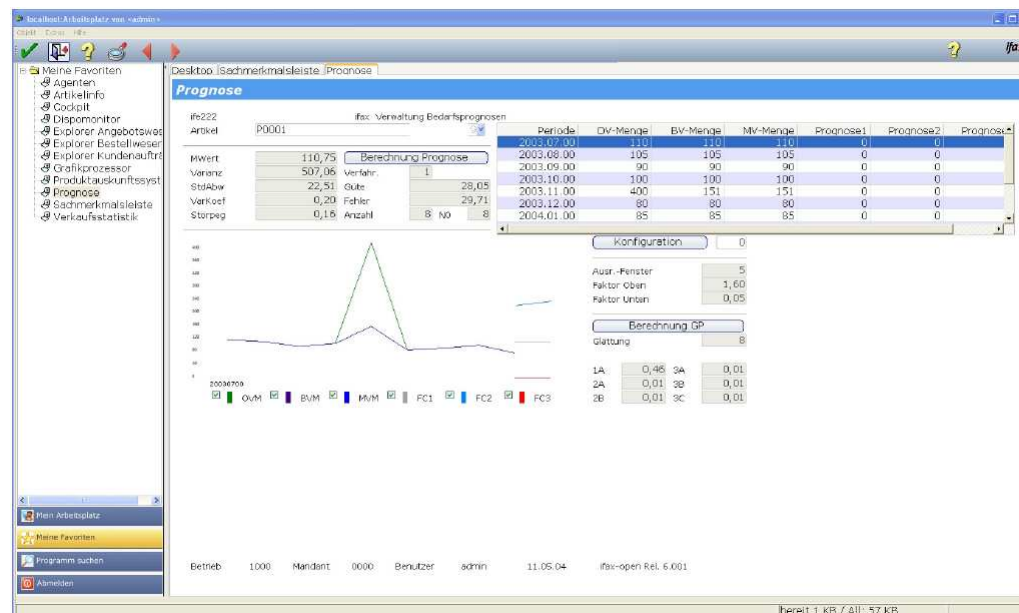 localhost:Arbeitsplatz von «admin»
Objekt Extras Hilfe
ifax
Meine Favoriten
Agenten
Artikelinfo
Cockpit
Dispomonitor
Explorer Angebotswes
Explorer Bestellweser
Explorer Kundenaufträ
Grafikprozessor
Produktauskunftssyst
Prognose
Sachmerkmalsleiste
Verkaufsstatistik
Mein Arbeitsplatz
Meine Favoriten
Programm suchen
Abmelden
Desktop Sachmerkmalsleiste Prognose
Prognose
ife222 ifax Verwaltung Bedarfsprognosen
Artikel P0001
MWert 110,75 Berechnung Prognose
Varianz 507,06 Verfahr. 1
StdAbw 22,51 Güte 28,05
VarKoef 0,20 Fehler 29,71
Storpeg 0,16 Anzahl 8 N0 8
Periode OV-Menge BV-Menge MV-Menge Prognose1 Prognose2 Prognose
2003.07.00 110 110 110 0 0
2003.08.00 105 105 105 0 0
2003.09.00 90 90 90 0 0
2003.10.00 100 100 100 0 0
2003.11.00 400 151 151 0 0
2003.12.00 80 80 80 0 0
2004.01.00 85 85 85 0 0
20030700
OVM BVM MVM FC1 FC2 FC3
Konfiguration 0
Ausr.-Fenster 5
Faktor Oben 1,60
Faktor Unten 0,05
Berechnung GP
Glattung 8
1A 0,46 3A 0,01
2A 0,01 3B 0,01
2B 0,01 3C 0,01
Betrieb 1000 Mandant 0000 Benutzer admin 11.05.04 ifax-open Rel. 6.001
bereit 1 KB / All: 57 KB